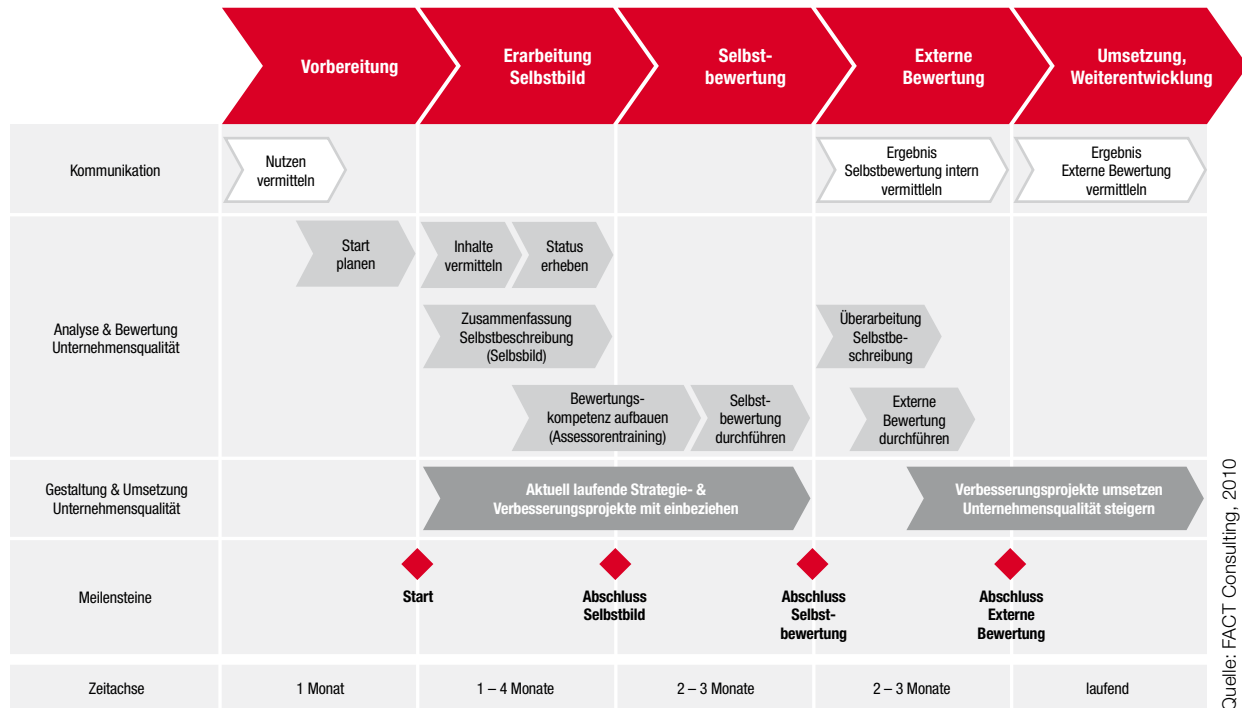 Vorbereitung
Erarbeitung
Selbstbild
Selbst-
bewertung
Externe
Bewertung
Umsetzung,
Weiterentwicklung
Kommunikation
Nutzen
vermitteln
Ergebnis
Selbstbewertung intern
vermittleln
Ergebnis
Externe Bewertung
vermittleln
Analyse & Bewertung
Unternehmensqualität
Start
planen
Inhalte
vermitteln
Status
erheben
Zusammenfassung
Selbstbeschreibung
(Selbsbild)
Überarbeitung
Selbstbe-
schreibung
Bewertungs-
kompetenz aufbauen
(Assessorentraining)
Selbst-
bewertung
durchführen
Externe
Bewertung
durchführen
Gestaltung & Umsetzung
Unternehmensqualität
Aktuell laufende Strategie- &
Verbesserungsprojekte mit einbeziehen
Verbesserungsprojekte umsetzen
Unternehmensqualität steigern
Meilensteine
Start
Abschluss
Selbstbild
Abschluss
Selbst-
bewertung
Abschluss
Externe
Bewertung
Zeitachse
1 Monat
1 – 4 Monate
2 – 3 Monate
2 – 3 Monate
laufend
Quelle: FACT Consulting, 2010